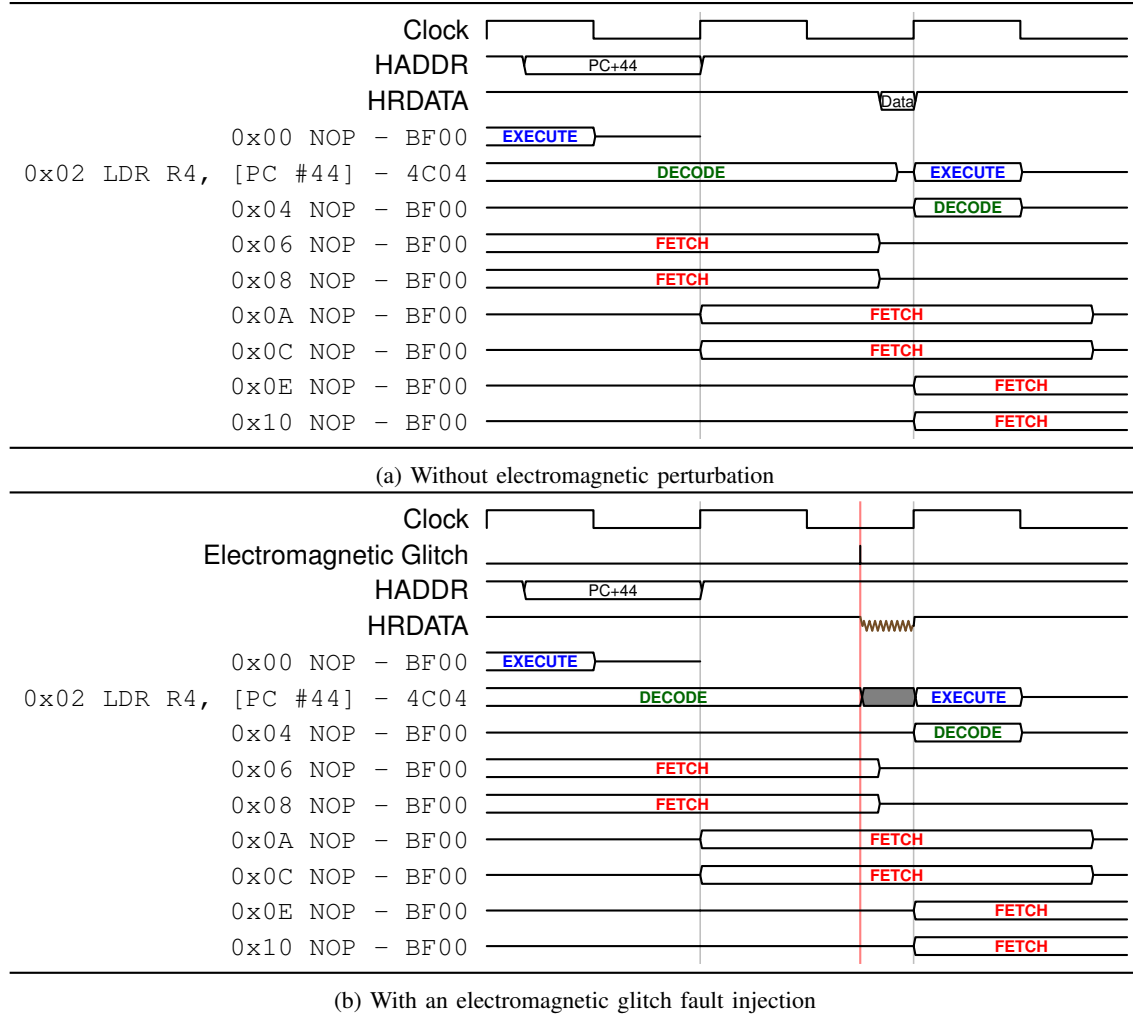 Clock
HADDR PC+44
HRDATA Data
0x00 NOP – BF00 EXECUTE
0x02 LDR R4, [PC #44] – 4C04 DECODE EXECUTE
0x04 NOP – BF00 DECODE
0x06 NOP – BF00 FETCH
0x08 NOP – BF00 FETCH
0x0A NOP – BF00 FETCH
0x0C NOP – BF00 FETCH
0x0E NOP – BF00 FETCH
0x10 NOP – BF00 FETCH
(a) Without electromagnetic perturbation
Clock
Electromagnetic Glitch
HADDR PC+44
HRDATA
0x00 NOP – BF00 EXECUTE
0x02 LDR R4, [PC #44] – 4C04 DECODE EXECUTE
0x04 NOP – BF00 DECODE
0x06 NOP – BF00 FETCH
0x08 NOP – BF00 FETCH
0x0A NOP – BF00 FETCH
0x0C NOP – BF00 FETCH
0x0E NOP – BF00 FETCH
0x10 NOP – BF00 FETCH
(b) With an electromagnetic glitch fault injection